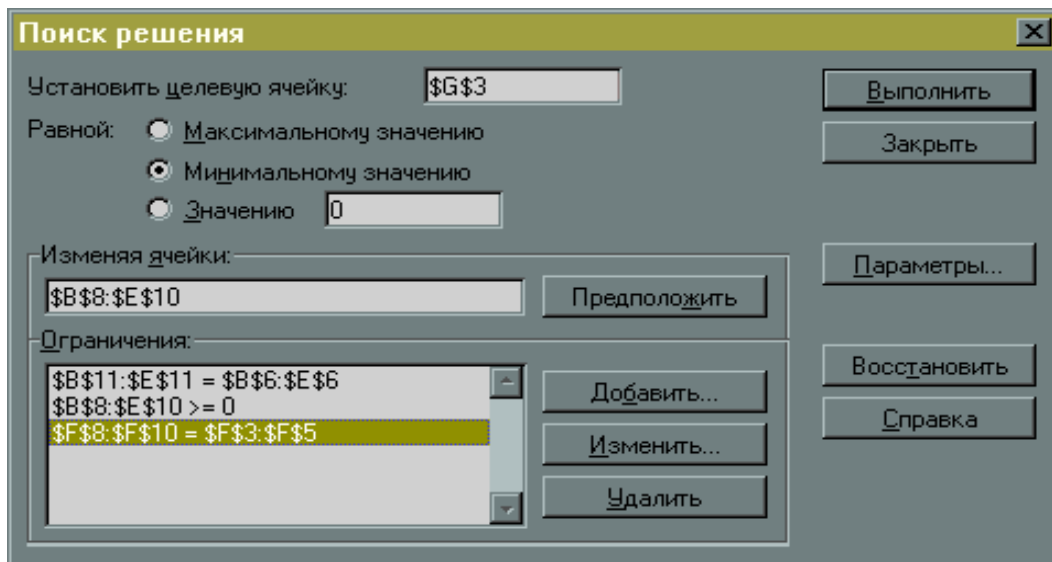 Поиск решения
Установить целевую ячейку: $G$3
Выполнить
Равной: Максимальному значению
Закрыть
Минимальному значению
Значению 0
Изменяя ячейки:
Параметры...
$B$8:$E$10 Предположить
Ограничения:
$B$11:$E$11 = $B$6:$E$6
Восстановить
Добавить...
$B$8:$E$10 >= 0
$F$8:$F$10 = $F$3:$F$5
Справка
Изменить...
Удалить